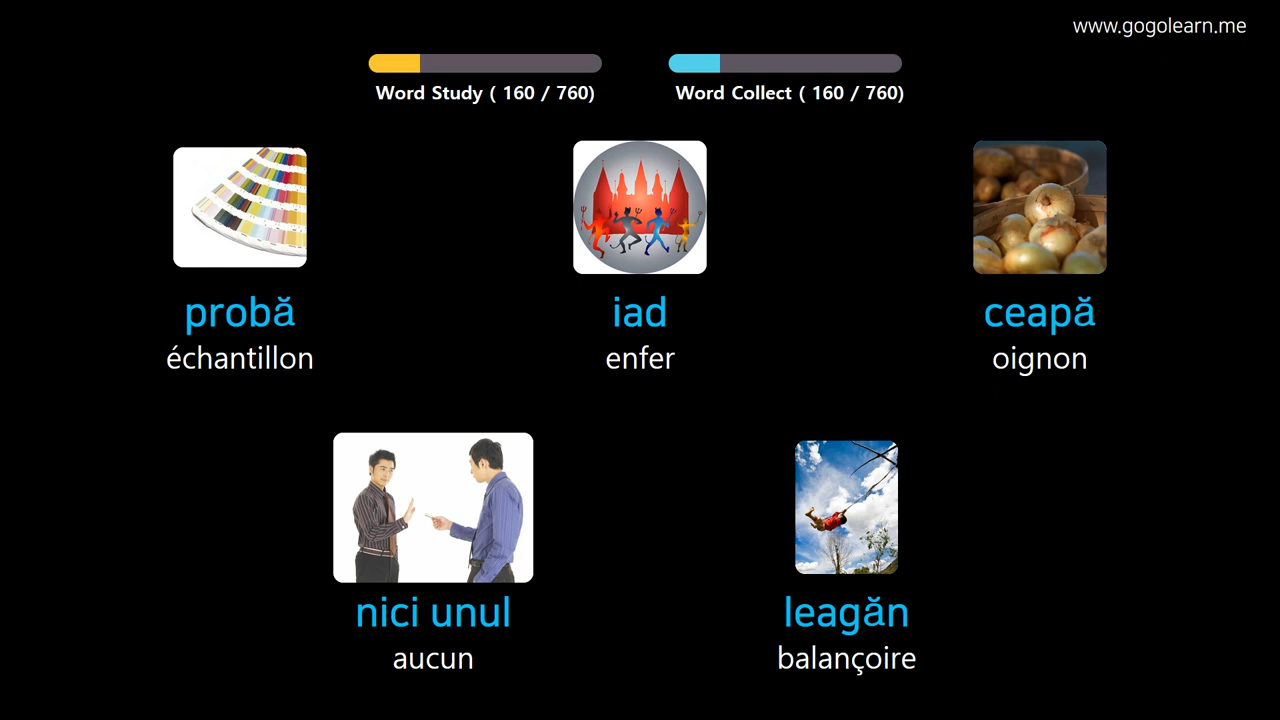 www.gogolearn.me
Word Study ( 160 / 760)
Word Collect ( 160 / 760)
probă
échantillon
iad
enfer
ceapă
oignon
nici unul
aucun
leagăn
balançoire